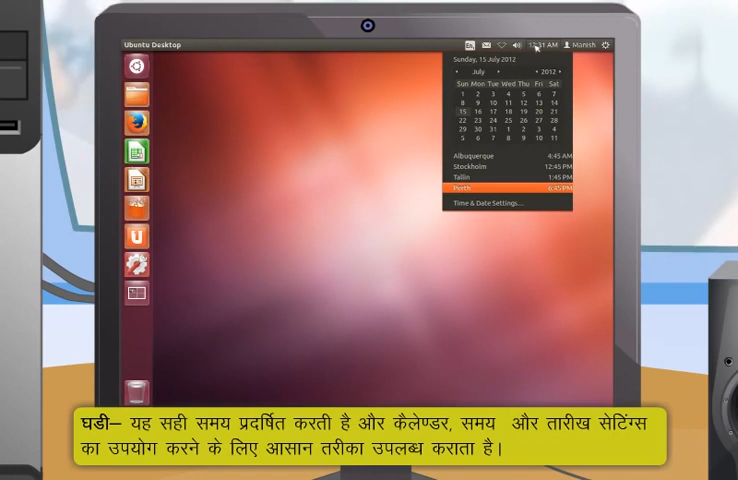 Ubuntu Desktop
En
Manish
Sunday, 15 July 2012
July 2012
Sun Mon Tue Wed Thu Fri Sat
1 2 3 4 5 6 7
8 9 10 11 12 13 14
15 16 17 18 19 20 21
22 23 24 25 26 27 28
29 30 31 1 2 3 4
5 6 7 8 9 10 11
Albuquerque 4:45 AM
Stockholm 12:45 PM
Tallin 1:45 PM
Perth 6:45 PM
Time & Date Settings...
घडी– यह सही समय प्रदर्षित करती है और कैलेण्डर, समय और तारीख सेटिंग्स
का उपयोग करने के लिए आसान तरीका उपलब्ध कराता है।